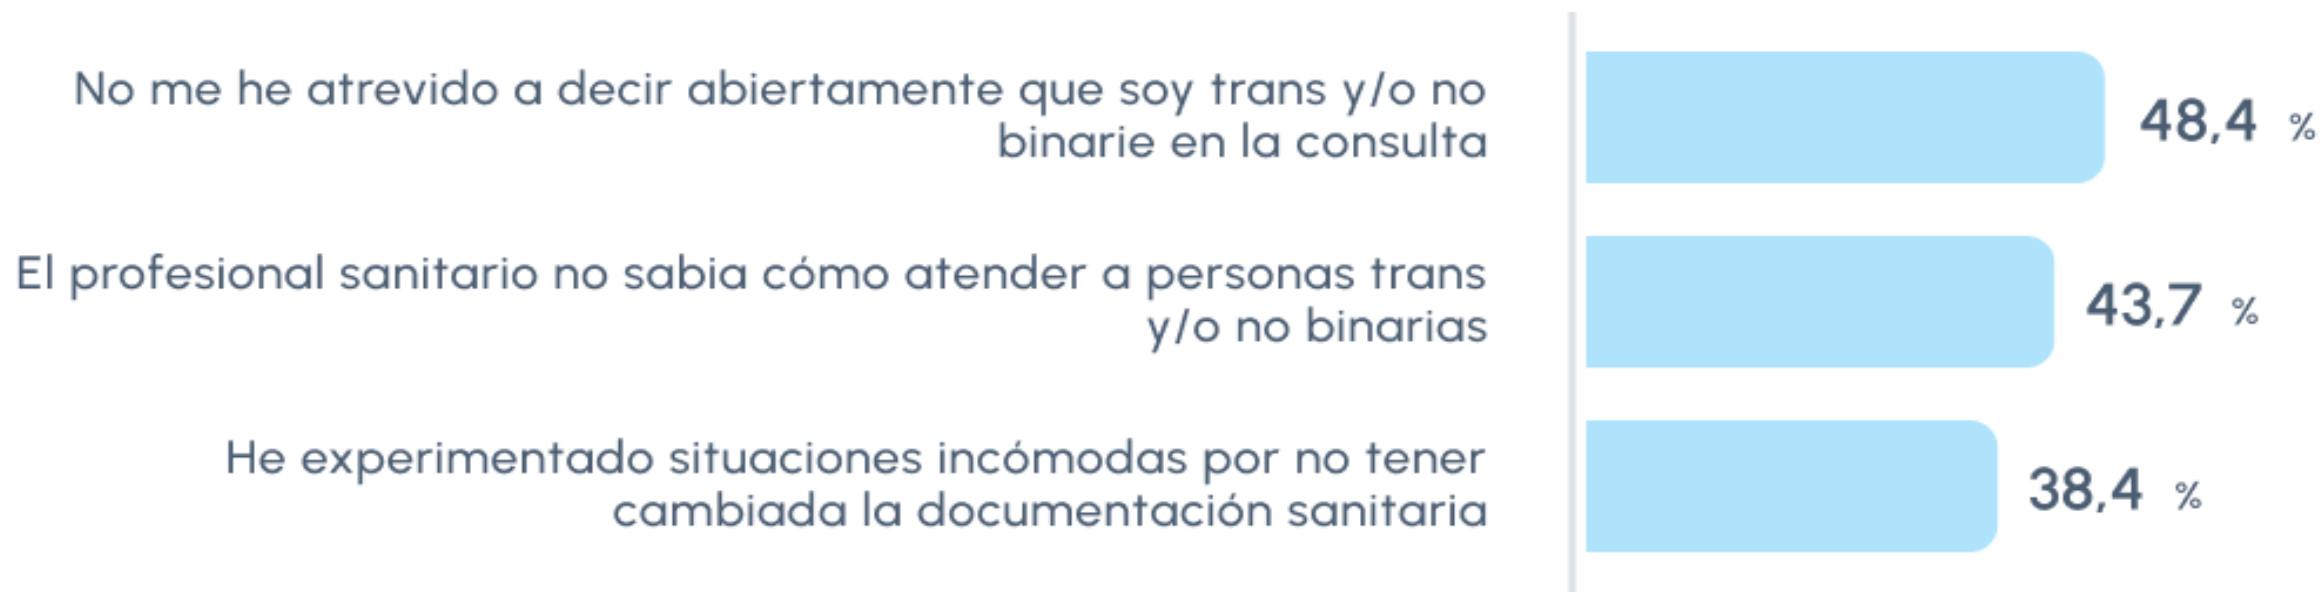 No me he atrevido a decir abiertamente que soy trans y/o no
binarie en la consulta
48,4 %
El profesional sanitario no sabia cómo atender a personas trans
y/o no binarias
43,7 %
He experimentado situaciones incómodas por no tener
cambiada la documentación sanitaria
38,4 %